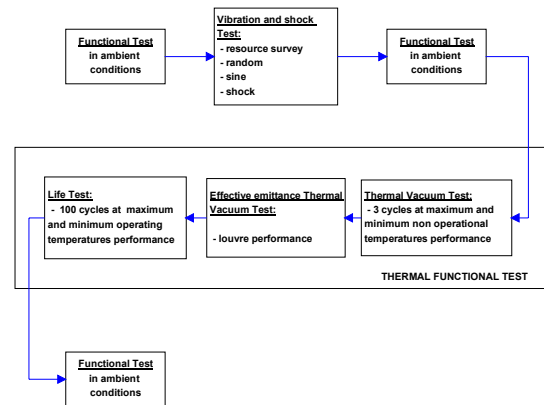 Functional Test
in ambient
conditions
Vibration and shock
Test:
- resource survey
- random
- sine
- shock
Functional Test
in ambient
conditions
Life Test:
- 100 cycles at maximum
and minimum operating
temperatures performance
Effective emittance Thermal
Vacuum Test:
- louvre performance
Thermal Vacuum Test:
- 3 cycles at maximum and
minimum non operational
temperatures performance
THERMAL FUNCTIONAL TEST
Functional Test
in ambient
conditions